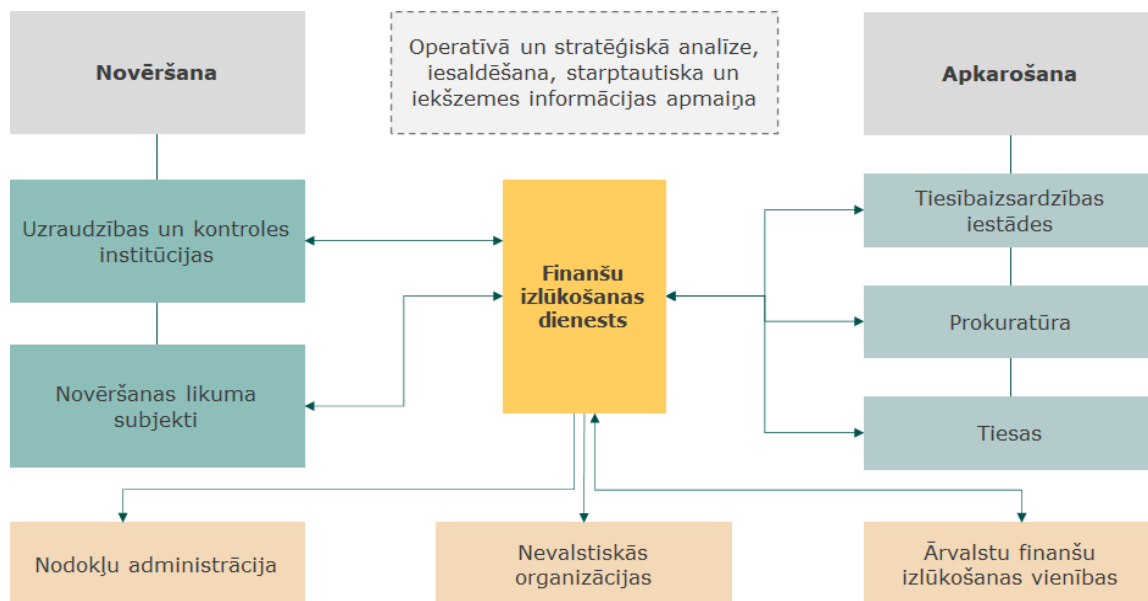 Novēršana
Operatīvā un stratēģiskā analīze,
iesaldēšana, starptautiska un
iekšzemes informācijas apmaiņa
Apkarošana
Uzraudzības un kontroles
institūcijas
Finanšu
izlūkošanas
dienests
Tiesībaizsardzības
iestādes
Prokuratūra
Novēršanas likuma
subjekti
Tiesas
Nodokļu administrācija
Nevalstiskās
organizācijas
Ārvalstu finanšu
izlūkošanas vienības